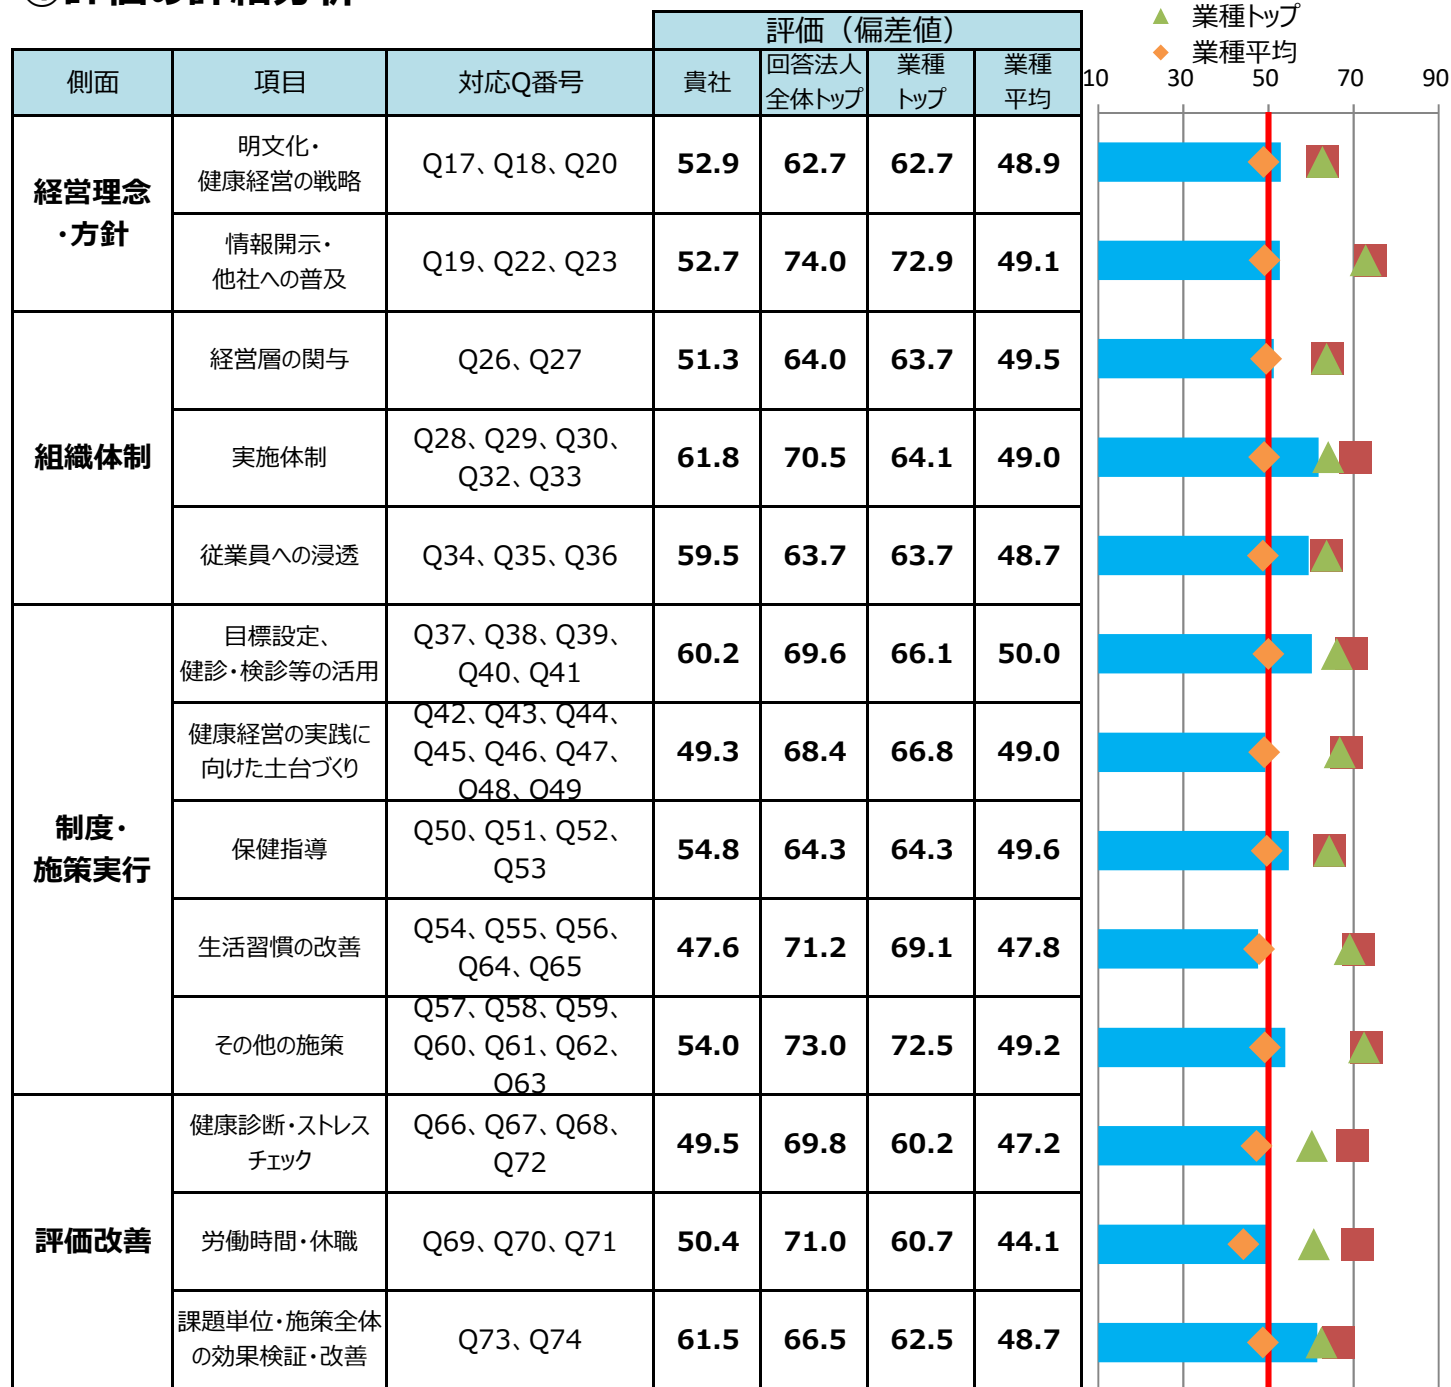 ▲ 業種トップ
評価（偏差値）
◆ 業種平均
側面 項目 対応Q番号 貴社 回答法人 業種 業種
全体トップ トップ 平均
10 30 50 70 90
経営理念
・方針
明文化・
健康経営の戦略
Q17、Q18、Q20
52.9 62.7 62.7 48.9
情報開示・
他社への普及
Q19、Q22、Q23
52.7 74.0 72.9 49.1
組織体制
経営層の関与
Q26、Q27
51.3 64.0 63.7 49.5
実施体制
Q28、Q29、Q30、
Q32、Q33
61.8 70.5 64.1 49.0
従業員への浸透
Q34、Q35、Q36
59.5 63.7 63.7 48.7
制度・
施策実行
目標設定、
健診・検診等の活用
Q37、Q38、Q39、
Q40、Q41
60.2 69.6 66.1 50.0
健康経営の実践に
向けた土台づくり
Q42、Q43、Q44、
Q45、Q46、Q47、
Q48、Q49
49.3 68.4 66.8 49.0
保健指導
Q50、Q51、Q52、
Q53
54.8 64.3 64.3 49.6
生活習慣の改善
Q54、Q55、Q56、
Q64、Q65
47.6 71.2 69.1 47.8
その他の施策
Q57、Q58、Q59、
Q60、Q61、Q62、
Q63
54.0 73.0 72.5 49.2
評価改善
健康診断・ストレス
チェック
Q66、Q67、Q68、
Q72
49.5 69.8 60.2 47.2
労働時間・休職
Q69、Q70、Q71
50.4 71.0 60.7 44.1
課題単位・施策全体
の効果検証・改善
Q73、Q74
61.5 66.5 62.5 48.7